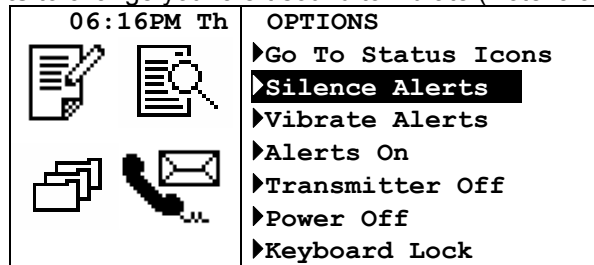 06:16PM Th
OPTIONS
Go To Status Icons
Silence Alerts
Vibrate Alerts
Alerts On
Transmitter Off
Power Off
Keyboard Lock